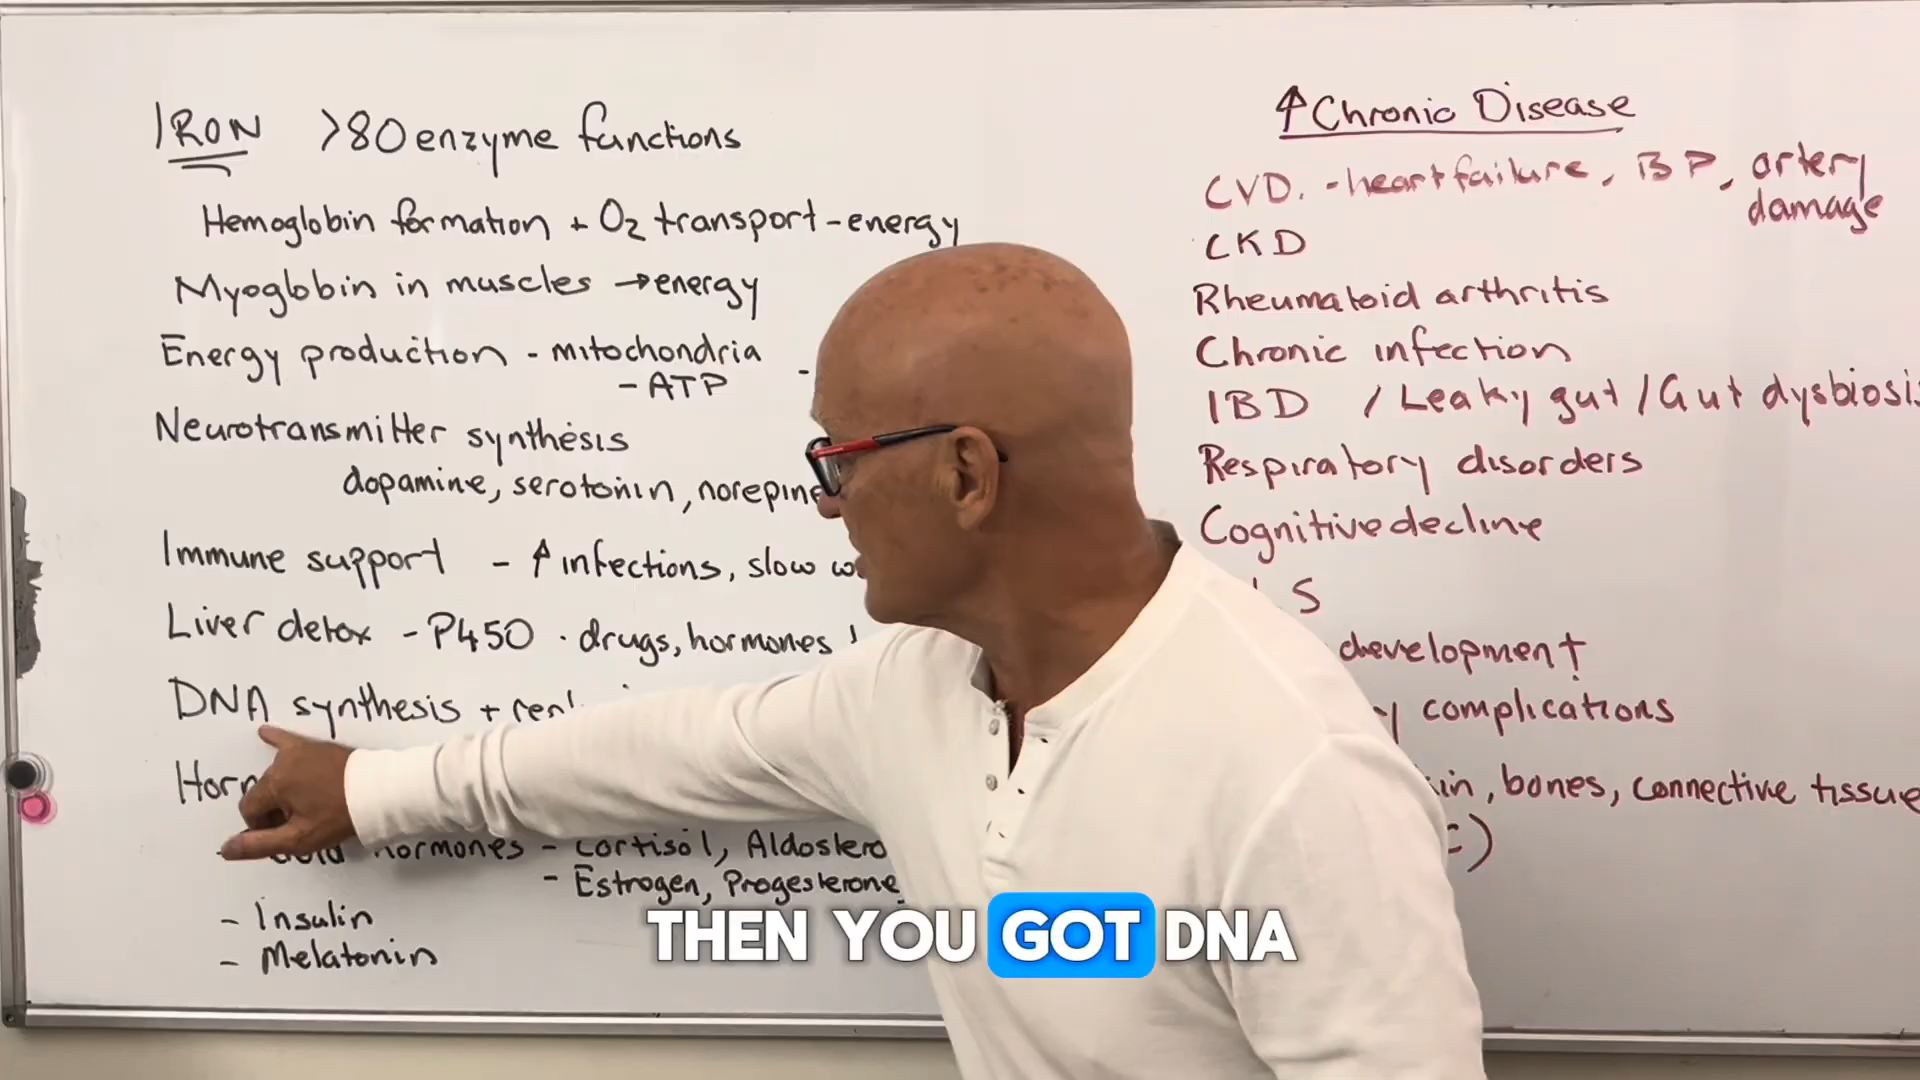 IRON >80 enzyme functions
Hemoglobin formation + O2 transport - energy
Myoglobin in muscles → energy
Energy production - mitochondria -
- ATP
Neurotransmitter synthesis
dopamine, serotonin, norepine
Immune support - ↑ infections, slow
Liver detox - P450 · drugs, hormones
DNA synthesis +
hormones - Cortisol, Aldostero
- Estrogen, Progesterone,
- Insulin
- Melatonin
↑ Chronic Disease
CVD. - heart failure, BP, artery damage
CKD
Rheumatoid arthritis
Chronic infection
IBD / Leaky gut / Gut dysbiosis
Respiratory disorders
Cognitive decline
S
development
complications
bones, connective tissue
C)
THEN YOU GOT DNA